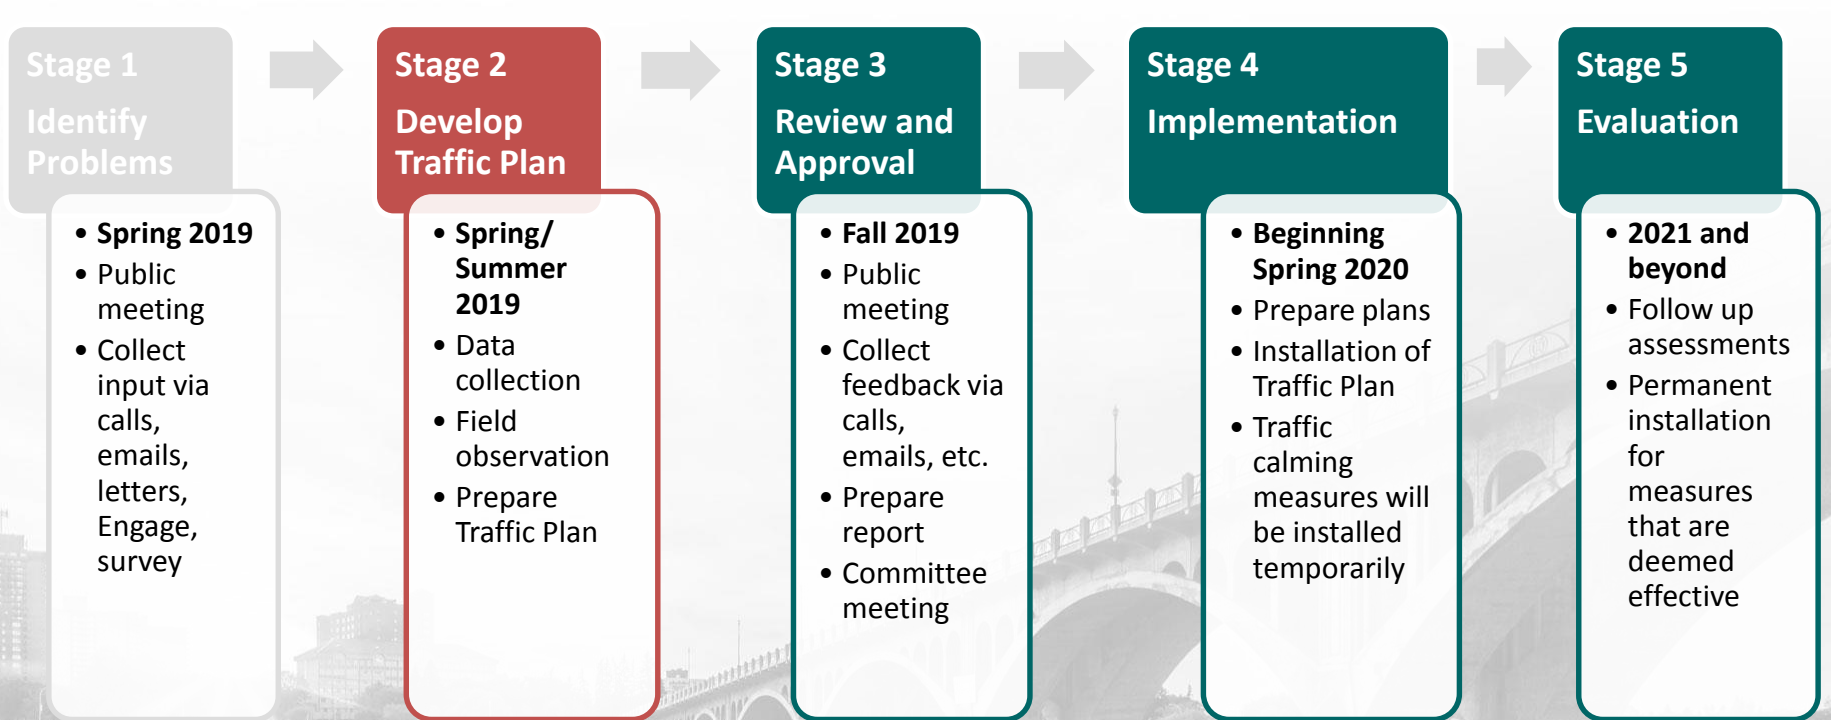 Stage 1
Identify
Problems
• Spring 2019
• Public
meeting
• Collect
input via
calls,
emails,
letters,
Engage,
survey
Stage 2
Develop
Traffic Plan
• Spring/
Summer
2019
• Data
collection
• Field
observation
• Prepare
Traffic Plan
Stage 3
Review and
Approval
• Fall 2019
• Public
meeting
• Collect
feedback via
calls,
emails, etc.
• Prepare
report
• Committee
meeting
Stage 4
Implementation
• Beginning
Spring 2020
• Prepare plans
• Installation of
Traffic Plan
• Traffic
calming
measures will
be installed
temporarily
Stage 5
Evaluation
• 2021 and
beyond
• Follow up
assessments
• Permanent
installation
for
measures
that are
deemed
effective